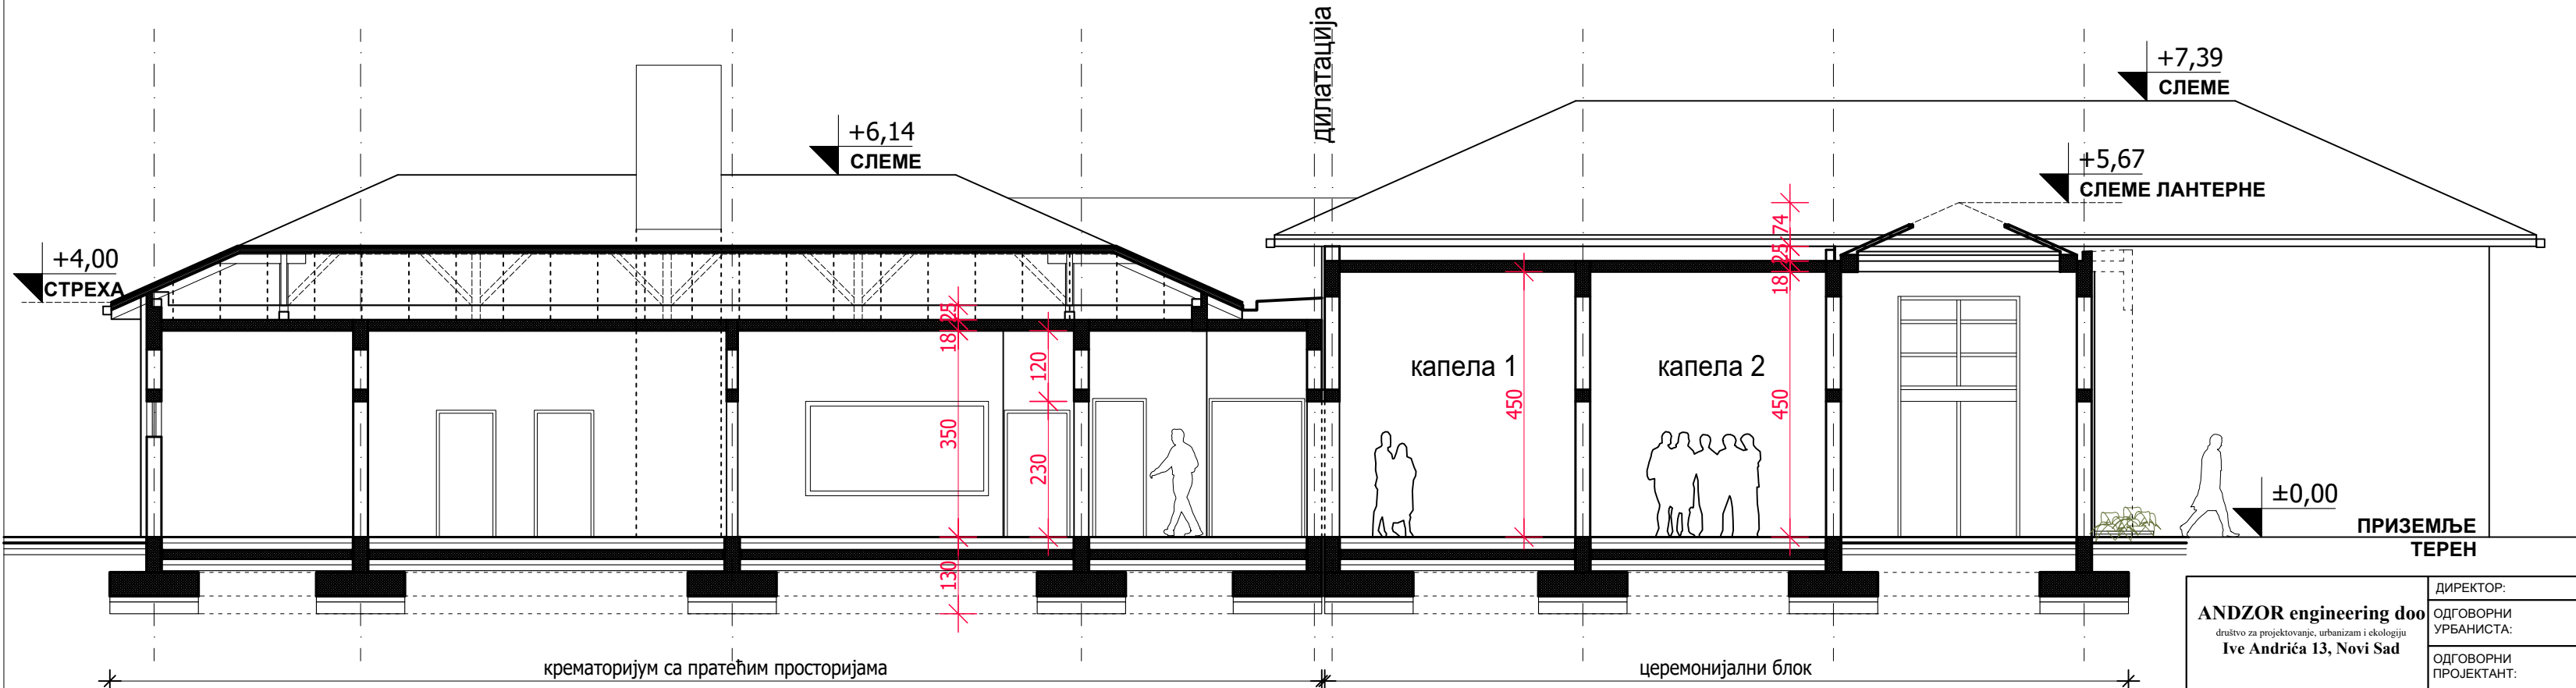 дилатација
+7,39
СЛЕМЕ
+6,14
СЛЕМЕ
+5,67
СЛЕМЕ ЛАНТЕРНЕ
+4,00
СТРЕХА
74
25
18
25
18
120
350
230
130
капела 1
450
капела 2
450
±0,00
ПРИЗЕМЉЕ
ТЕРЕН
крематоријум са пратећим просторијама
церемонијални блок
ANDZOR engineering doo
društvo za projektovanje, urbanizam i ekologiju
Ive Andrića 13, Novi Sad
ДИРЕКТОР:
ОДГОВОРНИ
УРБАНИСТА:
ОДГОВОРНИ
ПРОЈЕКТАНТ: